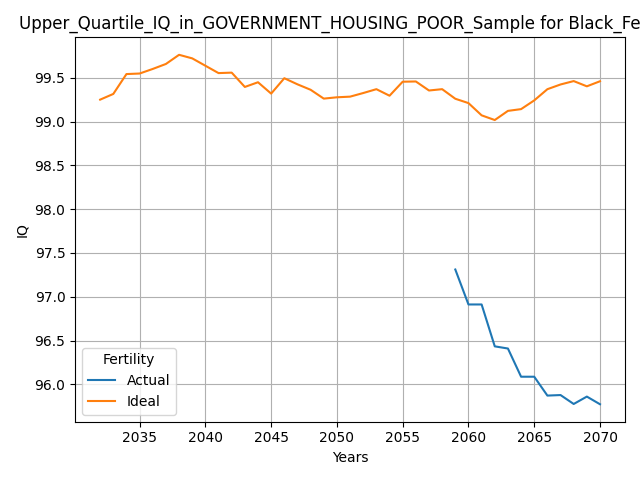 Upper_Quartile_IQ_in_GOVERNMENT_HOUSING_POOR_Sample for Black_Fe
99.5
99.0
98.5
98.0
97.5
97.0
96.5
96.0
IQ
Fertility
Actual
Ideal
2035 2040 2045 2050 2055 2060 2065 2070
Years